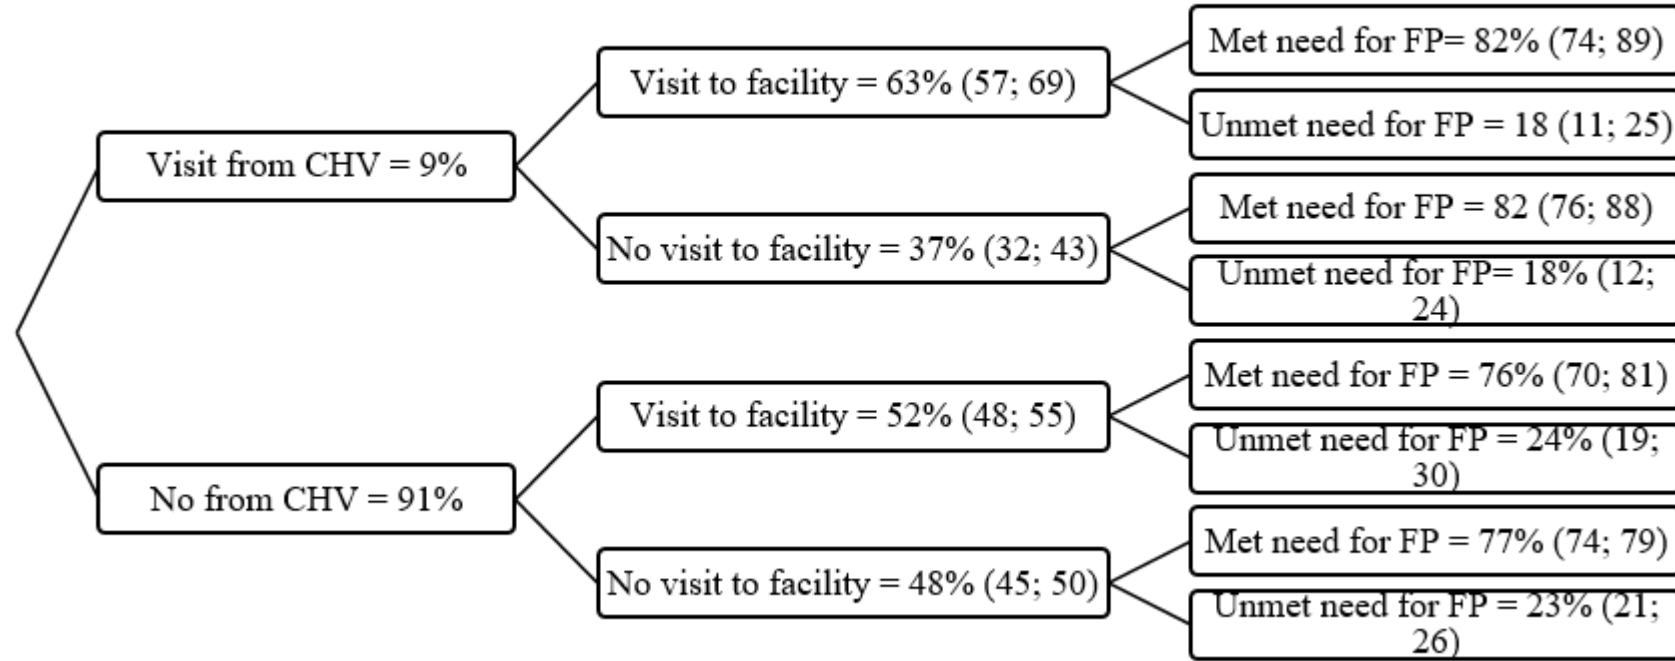 Visit from CHV = 9%
No from CHV = 91%
Visit to facility = 63% (57; 69)
No visit to facility = 37% (32; 43)
Visit to facility = 52% (48; 55)
No visit to facility = 48% (45; 50)
Met need for FP= 82% (74; 89)
Unmet need for FP = 18 (11; 25)
Met need for FP = 82 (76; 88)
Unmet need for FP= 18% (12;
24)
Met need for FP = 76% (70; 81)
Unmet need for FP = 24% (19;
30)
Met need for FP = 77% (74; 79)
Unmet need for FP = 23% (21;
26)